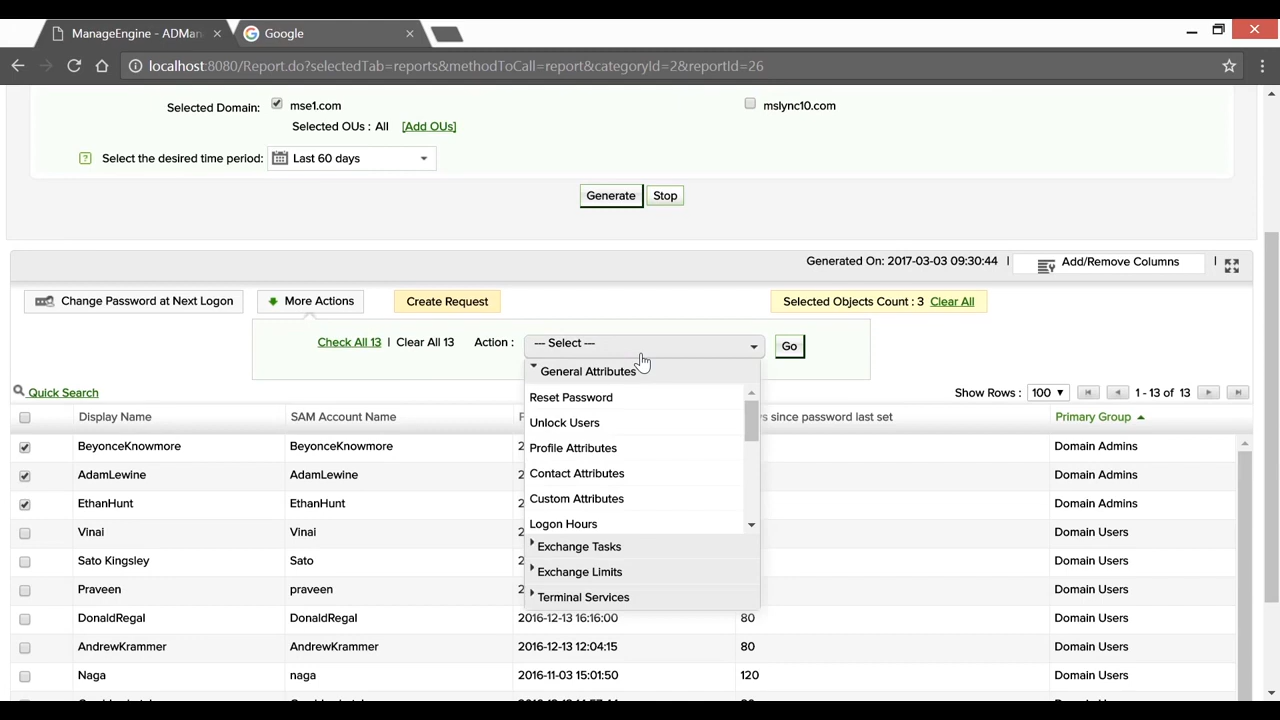 ManageEngine - ADMan
Google
localhost:8080/Report.do?selectedTab=reports&methodToCall=report&categoryId=2&reportId=26
Selected Domain: mse1.com mslync10.com
Selected OUs : All [Add OUs]
? Select the desired time period: Last 60 days
Generate Stop
Generated On: 2017-03-03 09:30:44 | Add/Remove Columns |
Change Password at Next Logon More Actions Create Request Selected Objects Count : 3 Clear All
Check All 13 | Clear All 13 Action : --- Select --- Go
General Attributes
Reset Password
Unlock Users
Profile Attributes
Contact Attributes
Custom Attributes
Logon Hours
Exchange Tasks
Exchange Limits
Terminal Services
Quick Search Show Rows : 100 1 - 13 of 13
Display Name SAM Account Name since password last set Primary Group
BeyonceKnowmore BeyonceKnowmore 2 Domain Admins
AdamLewine AdamLewine 2 Domain Admins
EthanHunt EthanHunt 2 Domain Admins
Vinai Vinai 2 Domain Users
Sato Kingsley Sato 2 Domain Users
Praveen praveen 2 Domain Users
DonaldRegal DonaldRegal 2016-12-13 16:16:00 80 Domain Users
AndrewKrammer AndrewKrammer 2016-12-13 12:04:15 80 Domain Users
Naga naga 2016-11-03 15:01:50 120 Domain Users